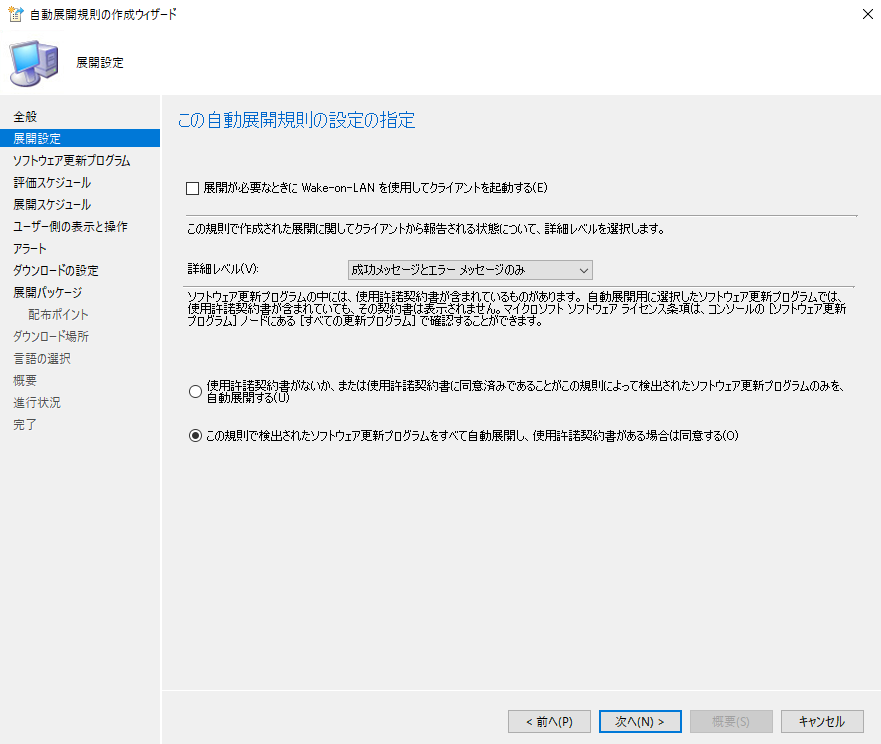 自動展開規則の作成ウィザード
展開設定
全般
展開設定
ソフトウェア更新プログラム
評価スケジュール
展開スケジュール
ユーザー側の表示と操作
アラート
ダウンロードの設定
展開パッケージ
配布ポイント
ダウンロード場所
言語の選択
概要
進行状況
完了
この自動展開規則の設定の指定
展開が必要なときに Wake-on-LAN を使用してクライアントを起動する(E)
この規則で作成された展開に関してクライアントから報告される状態について、詳細レベルを選択します。
詳細レベル(V):
成功メッセージとエラー メッセージのみ
ソフトウェア更新プログラムの中には、使用許諾契約書が含まれているものがあります。自動展開用に選択したソフトウェア更新プログラムでは、
使用許諾契約書が含まれていても、その契約書は表示されません。マイクロソフト ソフトウェア ライセンス条項は、コンソールの [ソフトウェア更新
プログラム] ノードにある [すべての更新プログラム] で確認することができます。
使用許諾契約書がないか、または使用許諾契約書に同意済みであることがこの規則によって検出されたソフトウェア更新プログラムのみを、
自動展開する(U)
この規則で検出されたソフトウェア更新プログラムをすべて自動展開し、使用許諾契約書がある場合は同意する(O)
< 前へ(P)
次へ(N) >
概要(S)
キャンセル